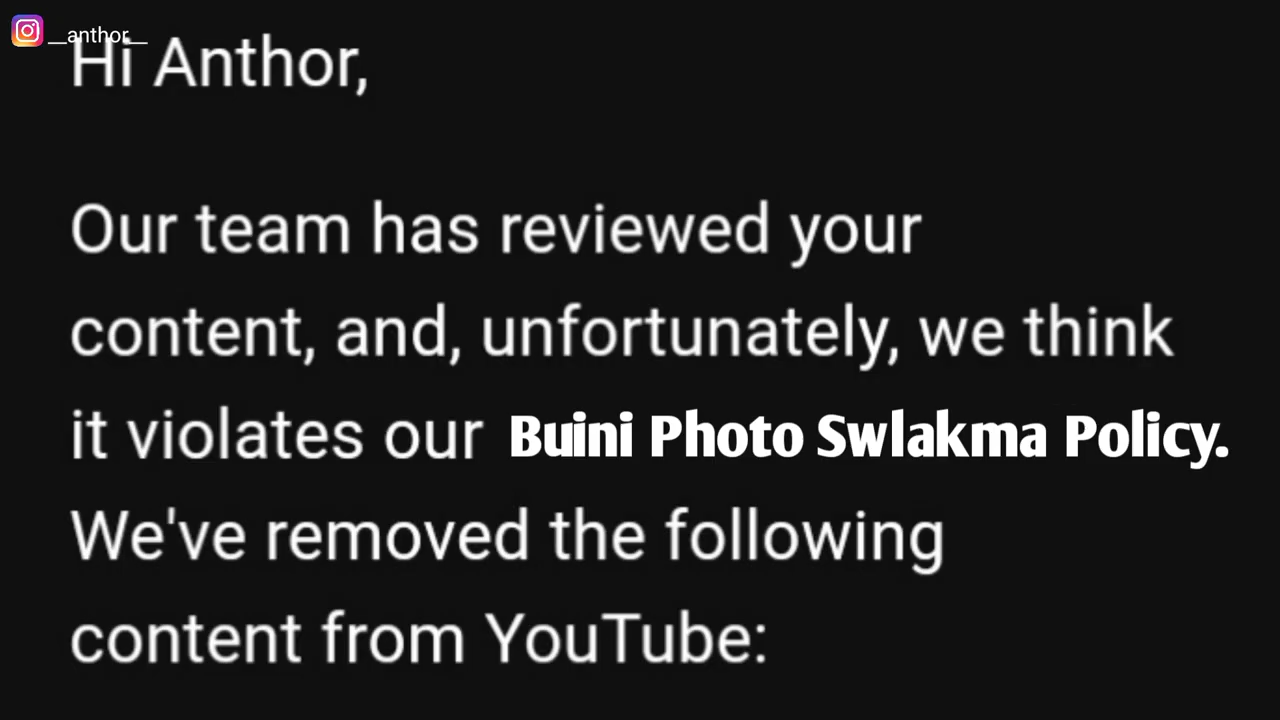 __anthor__
Hi Anthor,
Our team has reviewed your
content, and, unfortunately, we think
it violates our Buini Photo Swlakma Policy.
We've removed the following
content from YouTube: